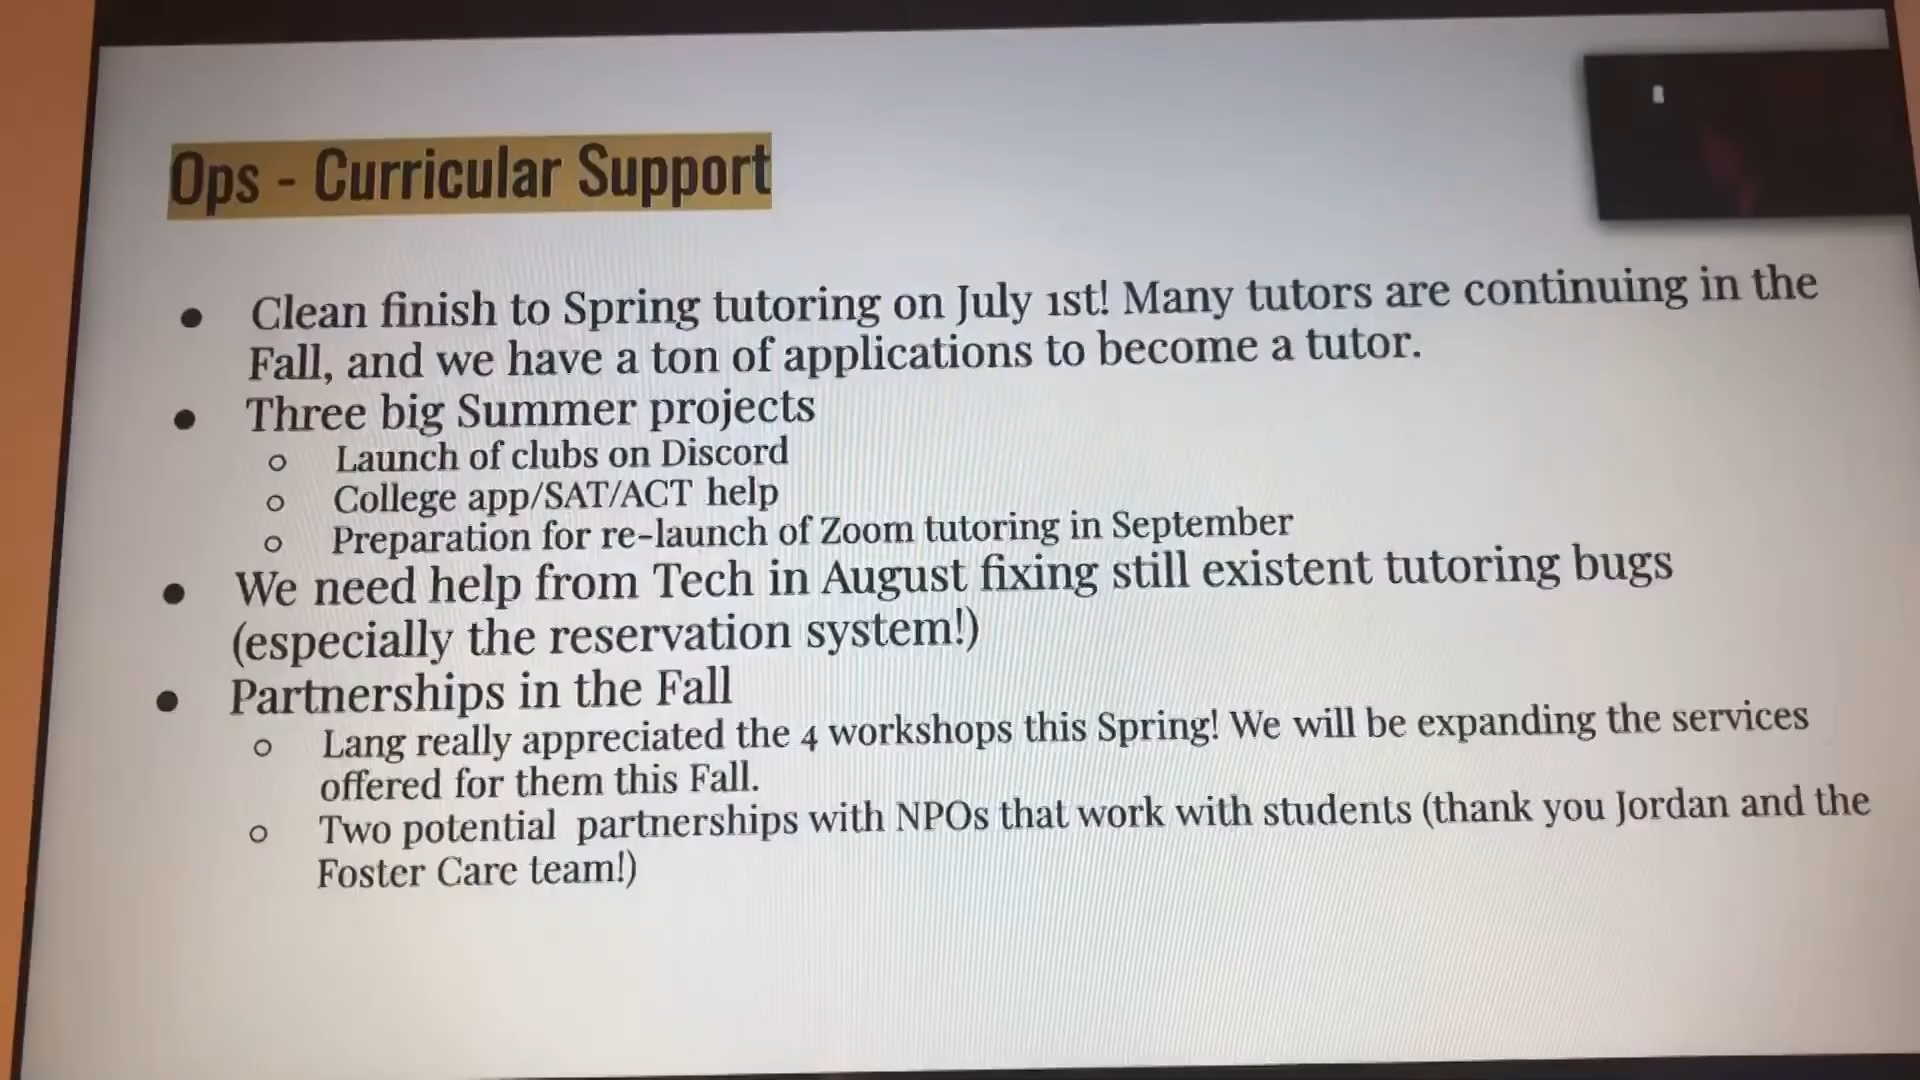 Ops - Curricular Support
● Clean finish to Spring tutoring on July 1st! Many tutors are continuing in the
Fall, and we have a ton of applications to become a tutor.
● Three big Summer projects
○ Launch of clubs on Discord
○ College app/SAT/ACT help
○ Preparation for re-launch of Zoom tutoring in September
● We need help from Tech in August fixing still existent tutoring bugs
(especially the reservation system!)
● Partnerships in the Fall
○ Lang really appreciated the 4 workshops this Spring! We will be expanding the services
offered for them this Fall.
○ Two potential partnerships with NPOs that work with students (thank you Jordan and the
Foster Care team!)